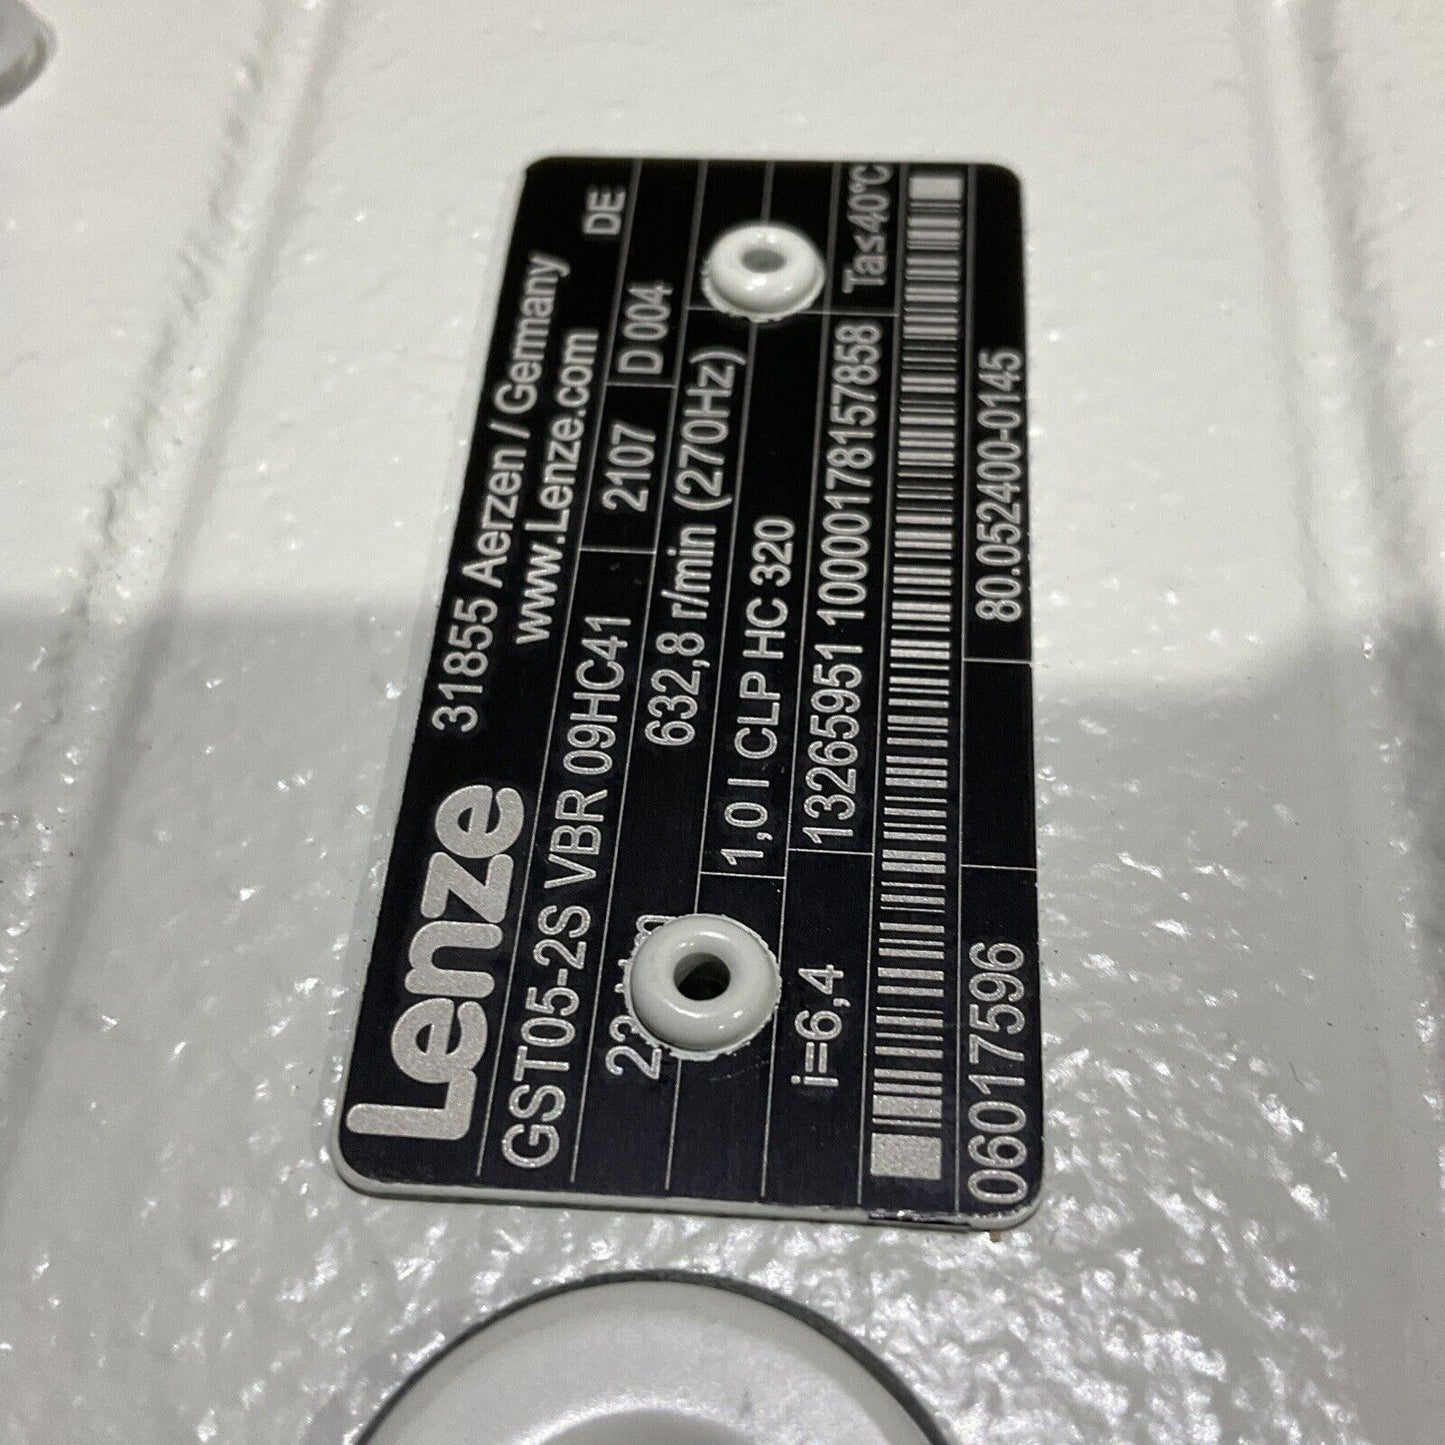 Lenze
31855 Aerzen / Germany
www.Lenze.com
DE:
GST05-2S VBR 09HC41 2107 D 004
632,8 r/min (270Hz)
1,0 l CLP HC 320
i=6,4 13265951 10000178157858 Ta≤40°C
06017596 80.052400-0145